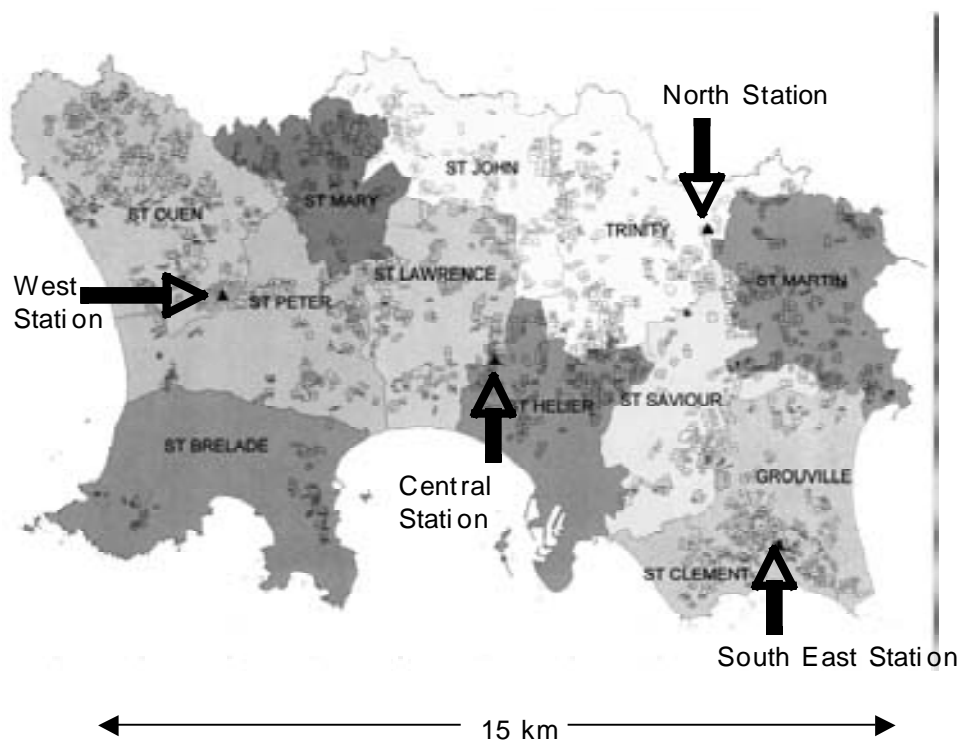 North Station
ST JOHN
ST MARY
ST OUEN
TRINITY
ST LAWRENCE
ST MARTIN
West
Station
ST PETER
ST HELIER
ST SAVIOUR
ST BRELADE
GROUVILLE
Central
Station
ST CLEMENT
South East Station
15 km